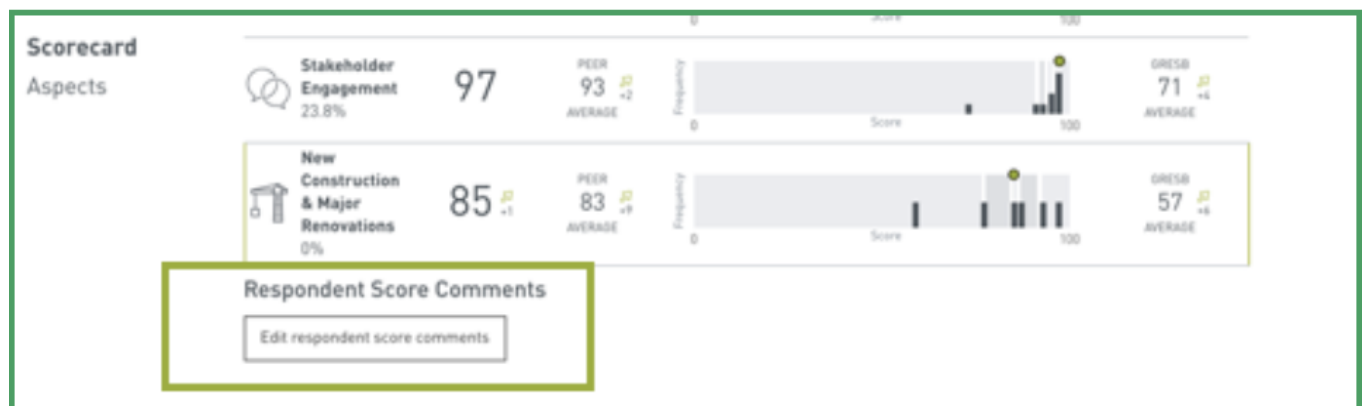 0 Score 100
Scorecard
Aspects
Stakeholder
Engagement
23.8%
97
PEER
93 +2
AVERAGE
Frequency
0 Score 100
GRESB
71 +4
AVERAGE
New
Construction
& Major
Renovations
0%
85 +1
PEER
83 +9
AVERAGE
Frequency
0 Score 100
GRESB
57 +6
AVERAGE
Respondent Score Comments
Edit respondent score comments